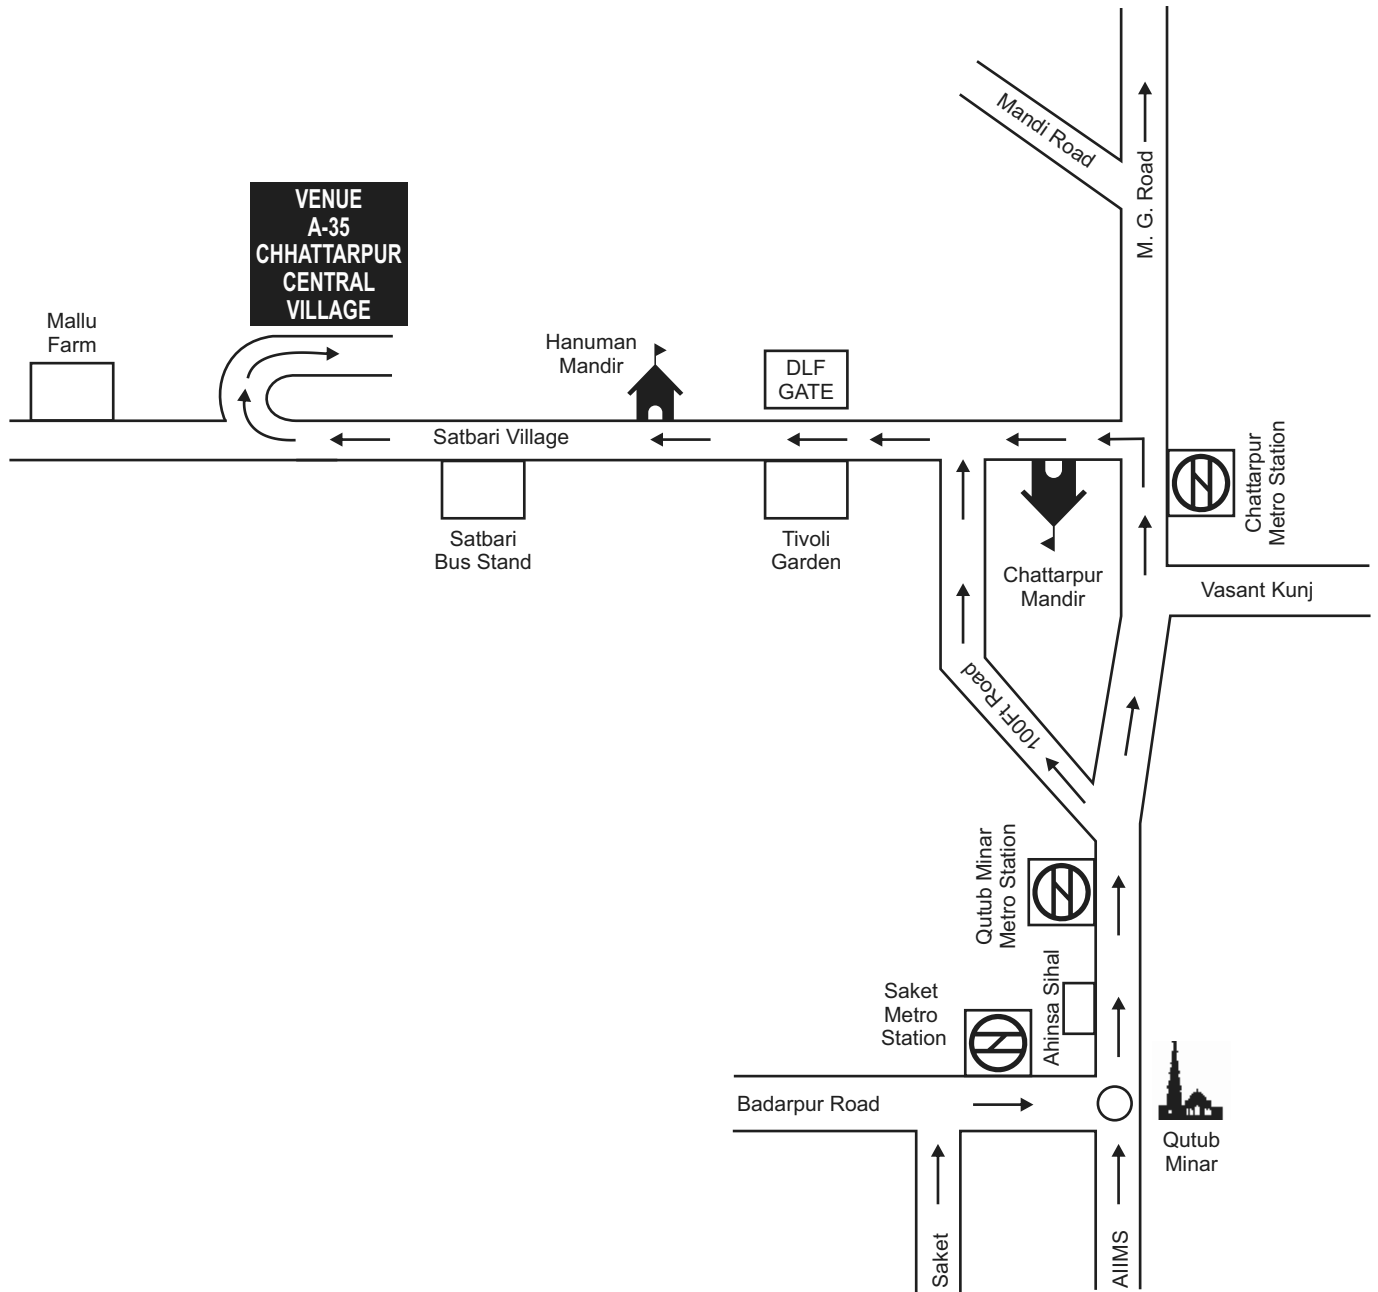 Mandi Road
M. G. Road
VENUE
A-35
CHHATTARPUR
CENTRAL
VILLAGE
Mallu
Farm
Hanuman
Mandir
DLF
GATE
Satbari Village
Chattarpur
Metro Station
Satbari
Bus Stand
Tivoli
Garden
Chattarpur
Mandir
Vasant Kunj
100Ft Road
Qutub Minar
Metro Station
Ahinsa Sihal
Saket
Metro
Station
Badarpur Road
Qutub
Minar
Saket
AIIMS